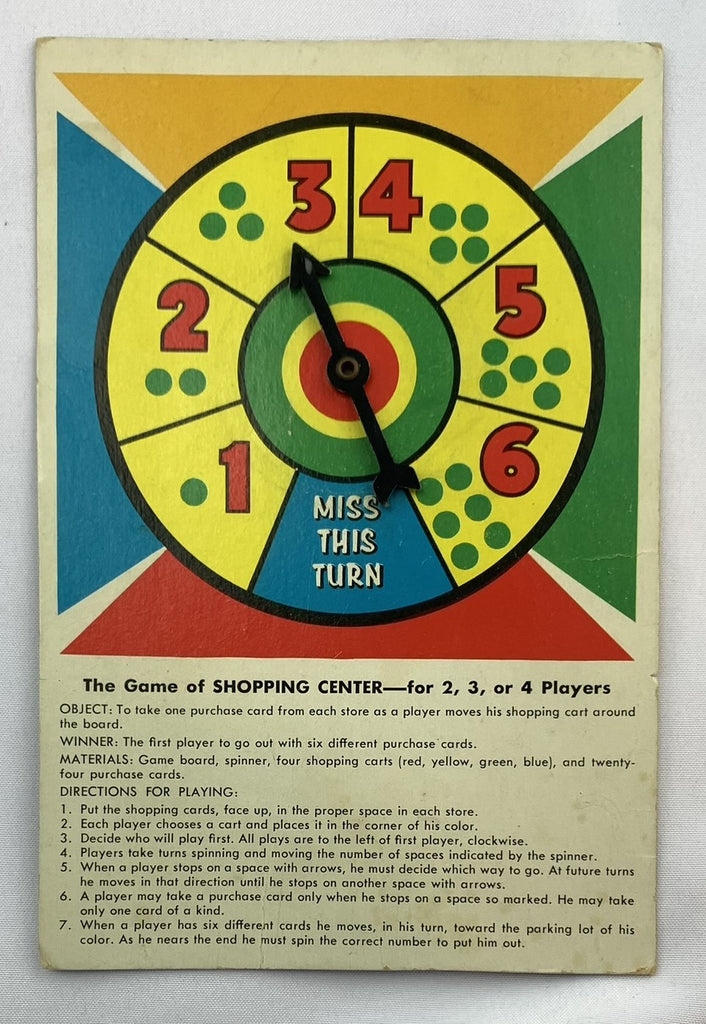 3 4
2 5
1 6
MISS
THIS
TURN
The Game of SHOPPING CENTER—for 2, 3, or 4 Players
OBJECT: To take one purchase card from each store as a player moves his shopping cart around
the board.
WINNER: The first player to go out with six different purchase cards.
MATERIALS: Game board, spinner, four shopping carts (red, yellow, green, blue), and twenty-
four purchase cards.
DIRECTIONS FOR PLAYING:
1. Put the shopping cards, face up, in the proper space in each store.
2. Each player chooses a cart and places it in the corner of his color.
3. Decide who will play first. All plays are to the left of first player, clockwise.
4. Players take turns spinning and moving the number of spaces indicated by the spinner.
5. When a player stops on a space with arrows, he must decide which way to go. At future turns
he moves in that direction until he stops on another space with arrows.
6. A player may take a purchase card only when he stops on a space so marked. He may take
only one card of a kind.
7. When a player has six different cards he moves, in his turn, toward the parking lot of his
color. As he nears the end he must spin the correct number to put him out.